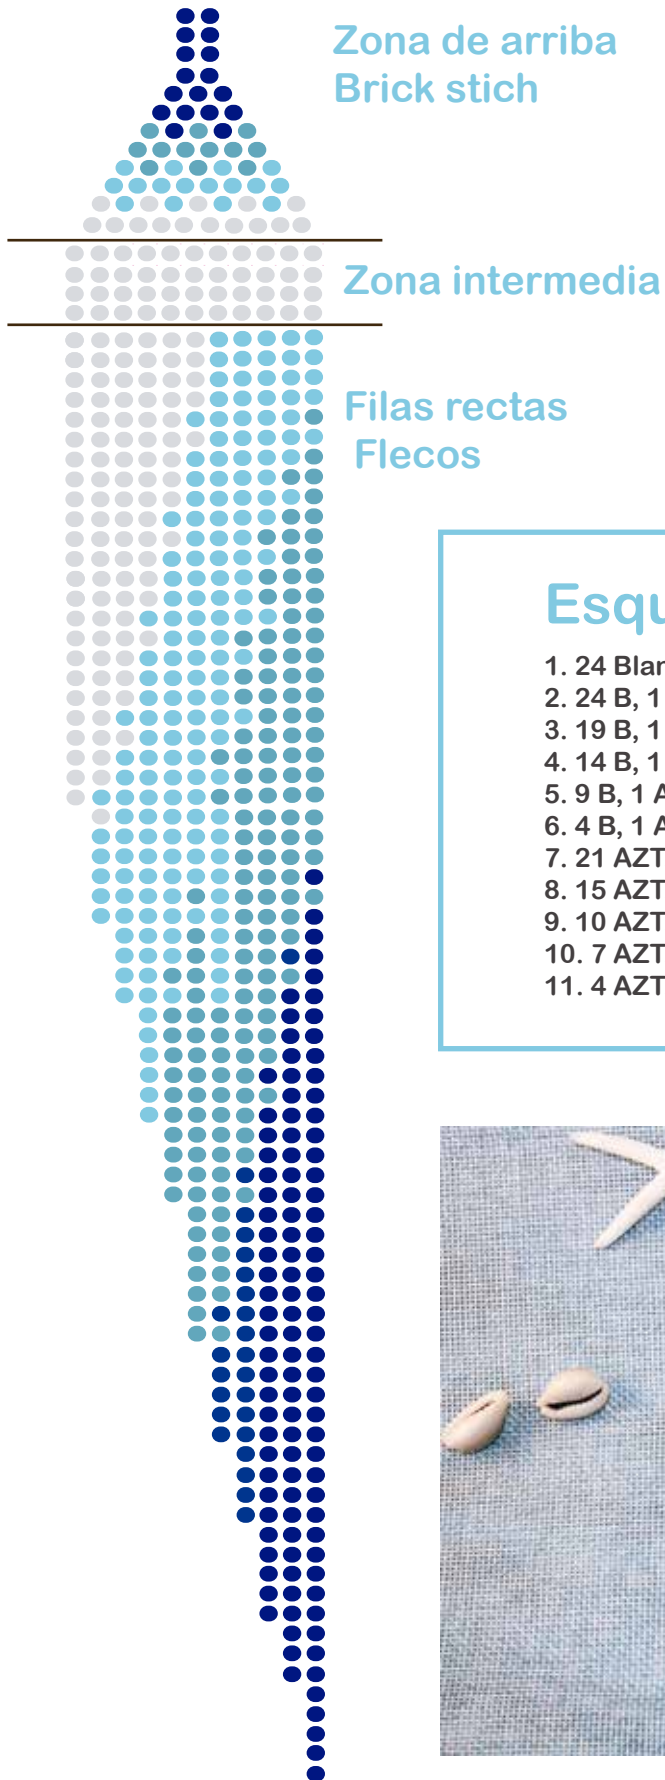 Zona de arriba
Brick stich
Zona intermedia
Filas rectas
Flecos
1. 24
2. 24 B, 1
3. 19 B, 1
4. 14 B, 1
5. 9 B, 1
6. 4 B, 1
7. 21 AZT
8. 15 AZT
9. 10 AZT
10. 7 AZT
11. 4 AZT